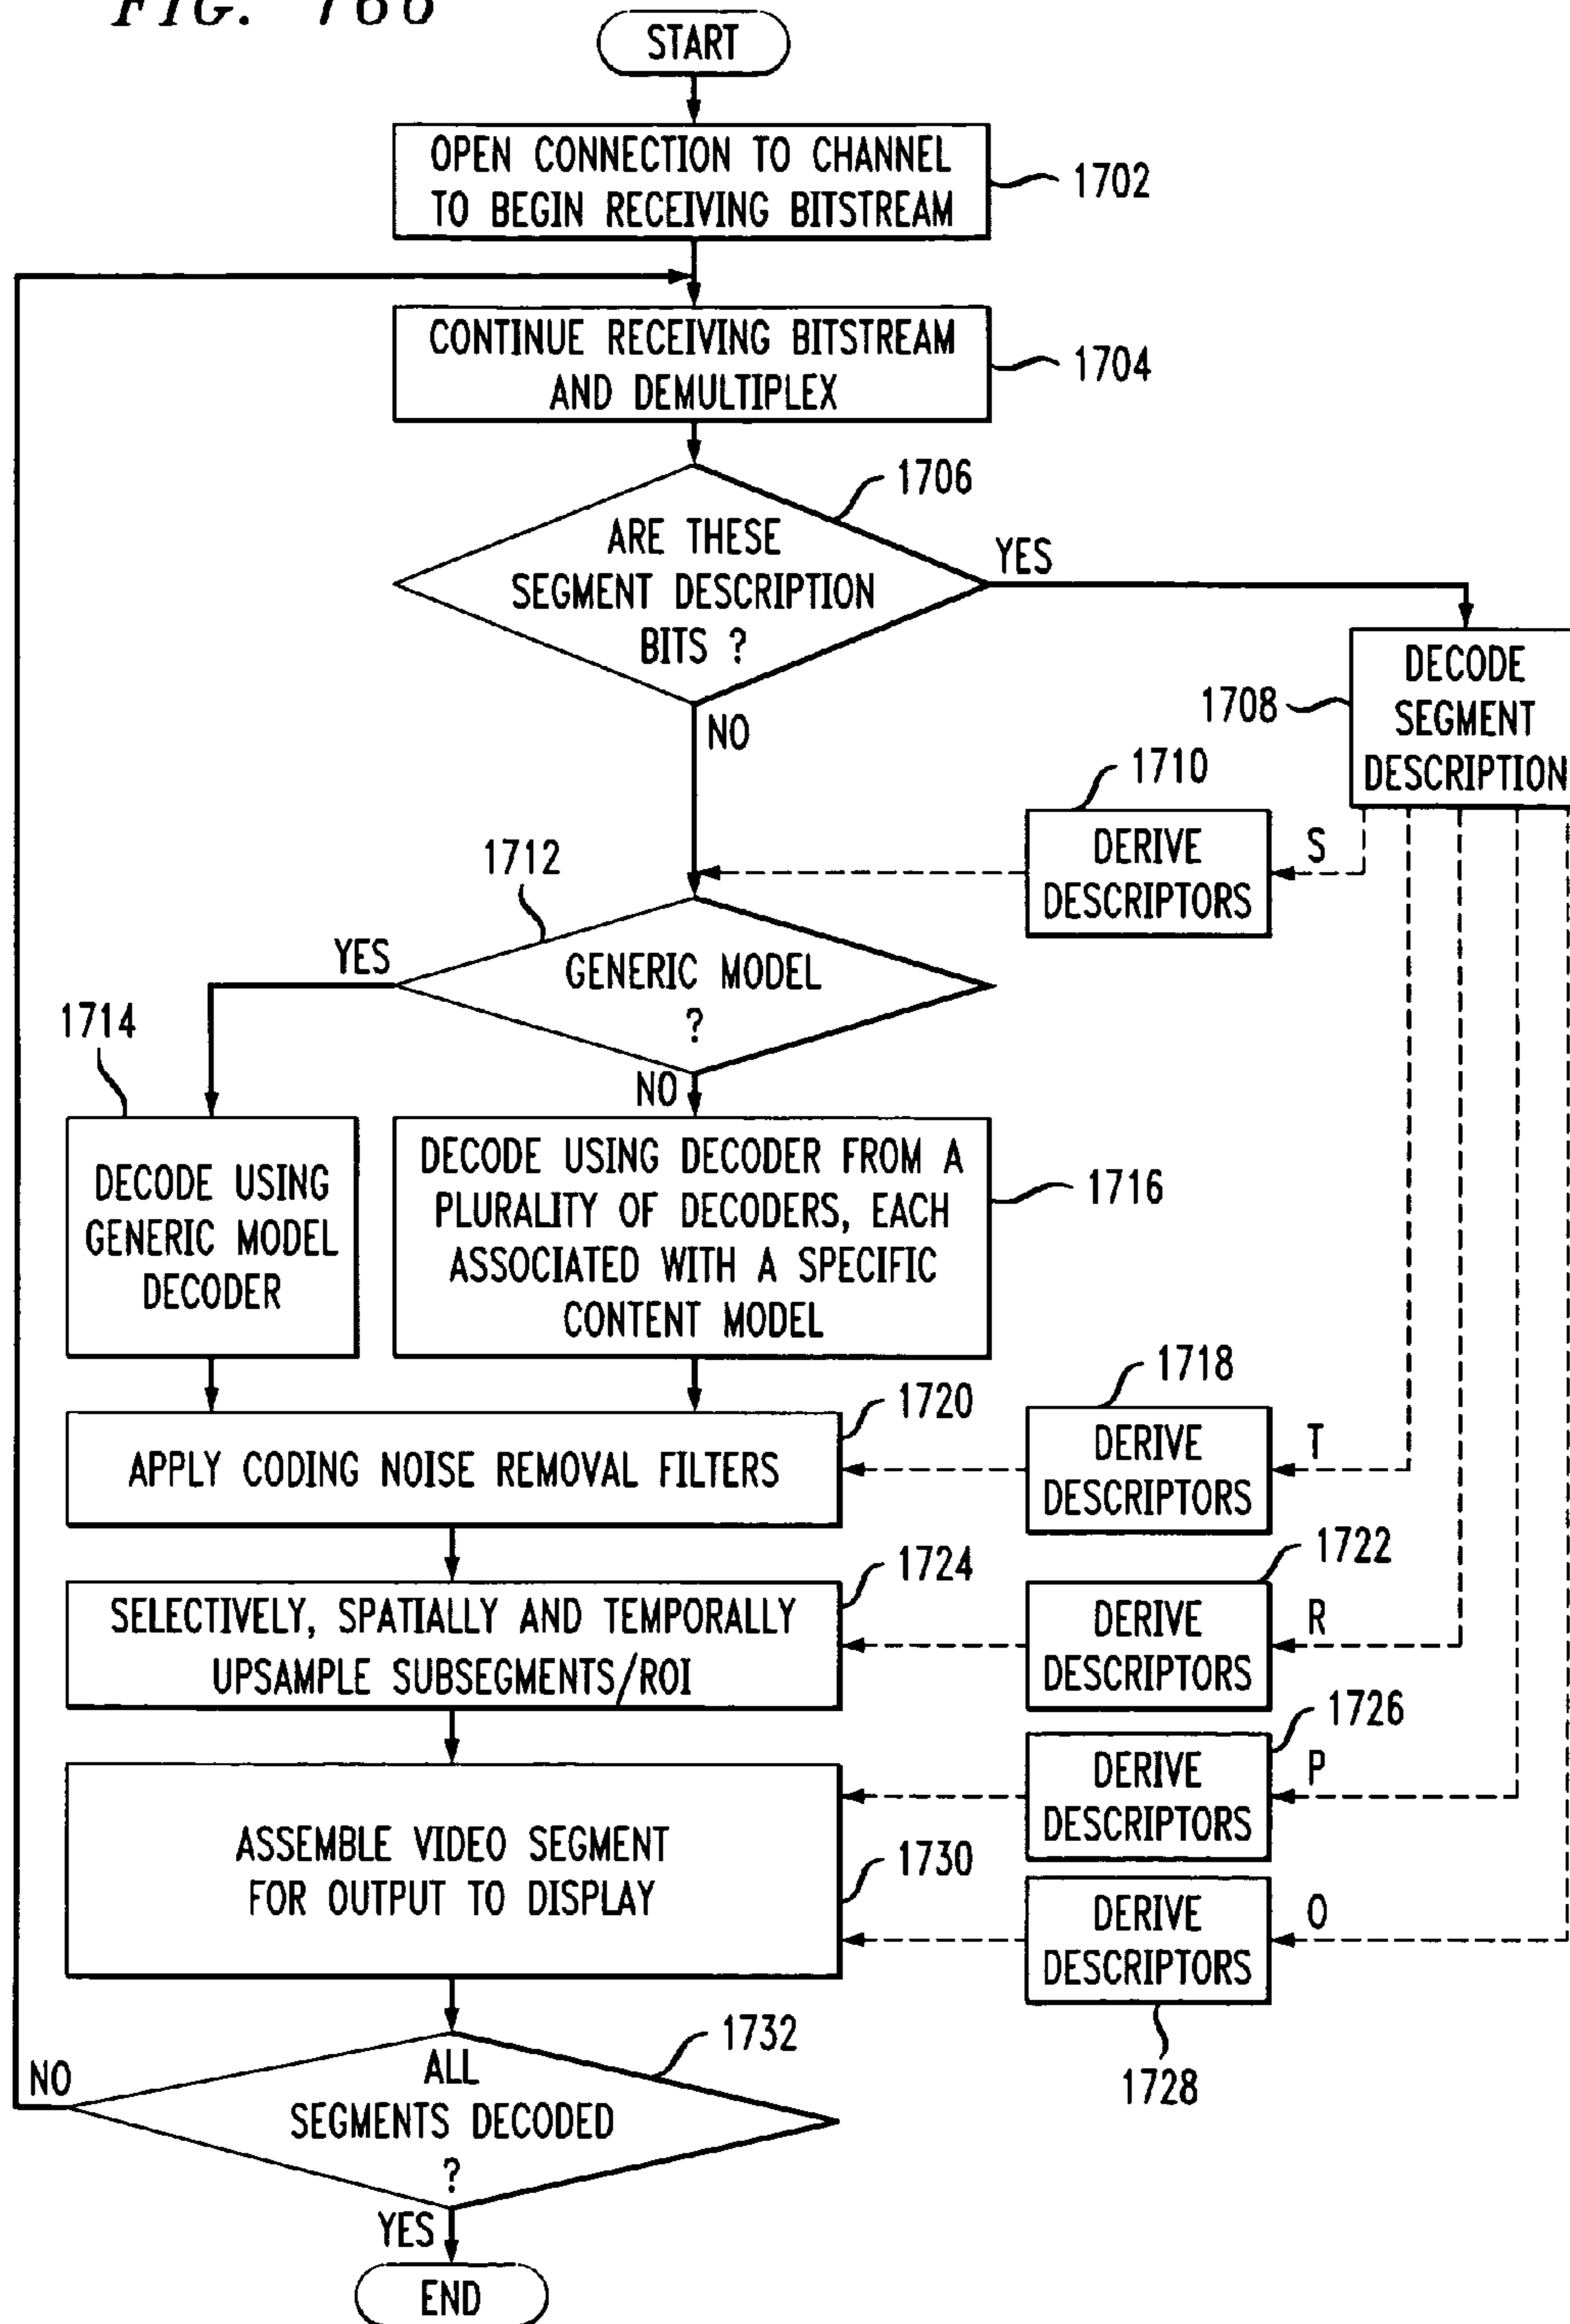 FIG.
START
OPEN CONNECTION TO CHANNEL
TO BEGIN RECEIVING BITSTREAM
1702
CONTINUE RECEIVING BITSTREAM
AND DEMULTIPLEX
1704
1706
ARE THESE
SEGMENT DESCRIPTION
BITS ?
YES
NO
DECODE
SEGMENT
DESCRIPTION
1708
1710
DERIVE
DESCRIPTORS
S
1712
GENERIC MODEL
?
YES
NO
1714
DECODE USING
GENERIC MODEL
DECODER
DECODE USING DECODER FROM A
PLURALITY OF DECODERS, EACH
ASSOCIATED WITH A SPECIFIC
CONTENT MODEL
1716
1718
DERIVE
DESCRIPTORS
T
1720
APPLY CODING NOISE REMOVAL FILTERS
1722
DERIVE
DESCRIPTORS
R
1724
SELECTIVELY, SPATIALLY AND TEMPORALLY
UPSAMPLE SUBSEGMENTS/ROI
1726
DERIVE
DESCRIPTORS
P
ASSEMBLE VIDEO SEGMENT
FOR OUTPUT TO DISPLAY
1730
DERIVE
DESCRIPTORS
O
1728
1732
ALL
SEGMENTS DECODED
?
NO
YES
END